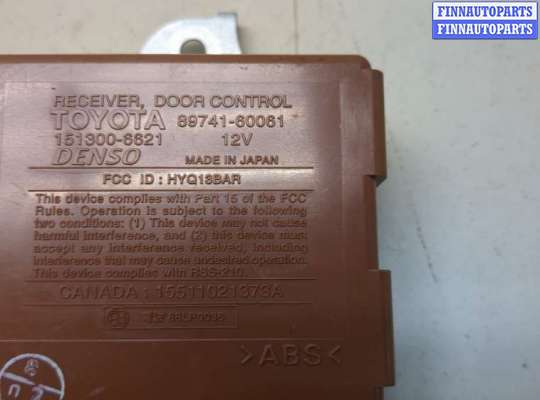 FINNAUTOPARTS
FINNAUTOPARTS
RECEIVER, DOOR CONTROL
TOYOTA 89741-60061
151300-6621 12V
DENSO MADE IN JAPAN
FCC ID : HYQ13BAR
This device complies with Part 15 of the FCC
Rules. Operation is subject to the following
two conditions: (1) This device may not cause
harmful interference, and (2) this device must
accept any interference received, including
interference that may cause undesired operation.
This device complies with RSS-210.
CANADA : 15511021373A
>ABS<